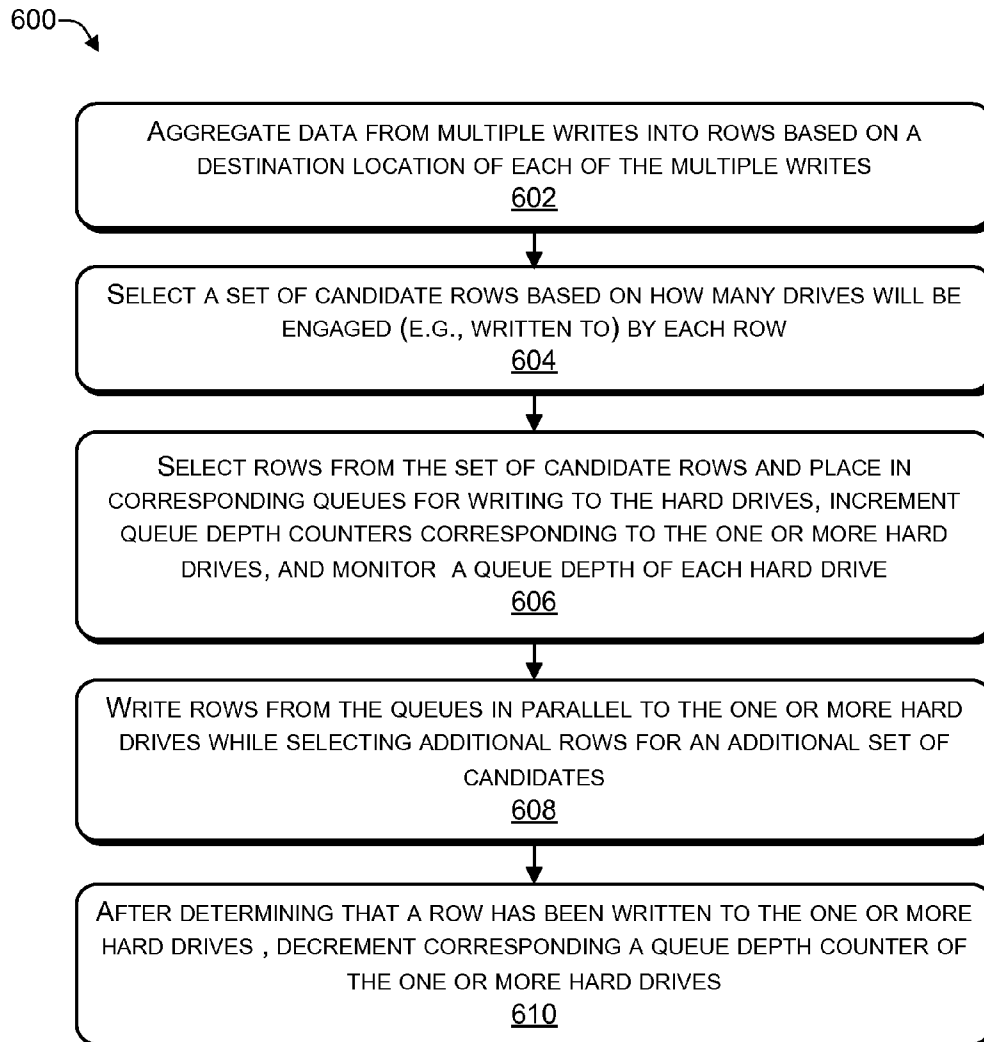 600
AGGREGATE DATA FROM MULTIPLE WRITES INTO ROWS BASED ON A
DESTINATION LOCATION OF EACH OF THE MULTIPLE WRITES
602
SELECT A SET OF CANDIDATE ROWS BASED ON HOW MANY DRIVES WILL BE
ENGAGED (E.G., WRITTEN TO) BY EACH ROW
604
SELECT ROWS FROM THE SET OF CANDIDATE ROWS AND PLACE IN
CORRESPONDING QUEUES FOR WRITING TO THE HARD DRIVES, INCREMENT
QUEUE DEPTH COUNTERS CORRESPONDING TO THE ONE OR MORE HARD
DRIVES, AND MONITOR A QUEUE DEPTH OF EACH HARD DRIVE
606
WRITE ROWS FROM THE QUEUES IN PARALLEL TO THE ONE OR MORE HARD
DRIVES WHILE SELECTING ADDITIONAL ROWS FOR AN ADDITIONAL SET OF
CANDIDATES
608
AFTER DETERMINING THAT A ROW HAS BEEN WRITTEN TO THE ONE OR MORE
HARD DRIVES , DECREMENT CORRESPONDING A QUEUE DEPTH COUNTER OF
THE ONE OR MORE HARD DRIVES
610